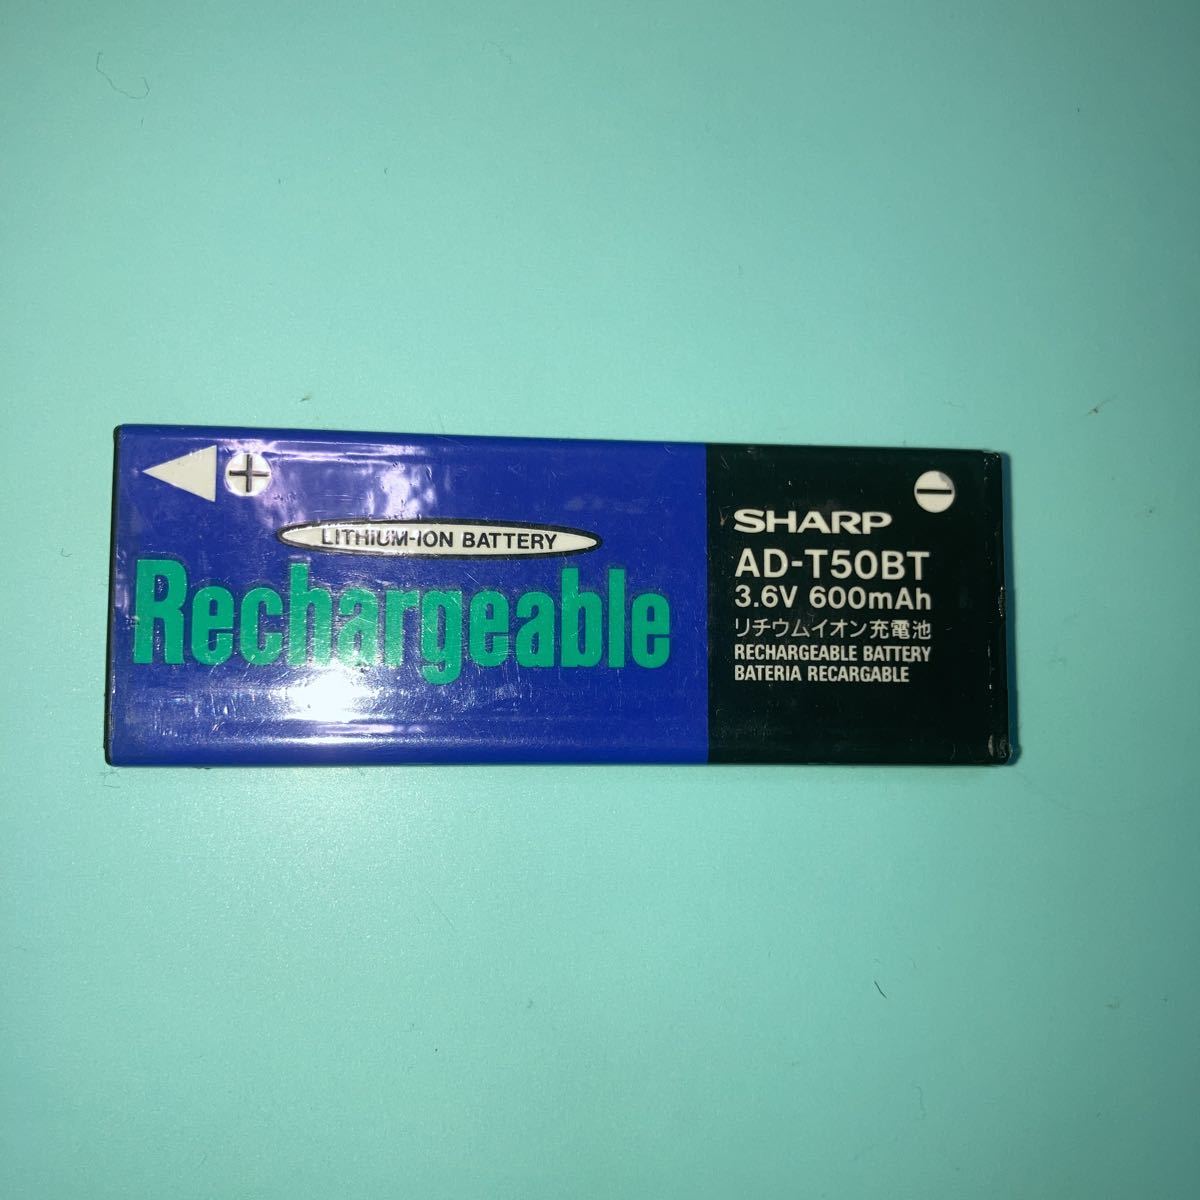 LITHIUM-ION BATTERY
Rechargeable
SHARP
AD-T50BT
3.6V 600mAh
リチウムイオン充電池
RECHARGEABLE BATTERY
BATERIA RECARGABLE